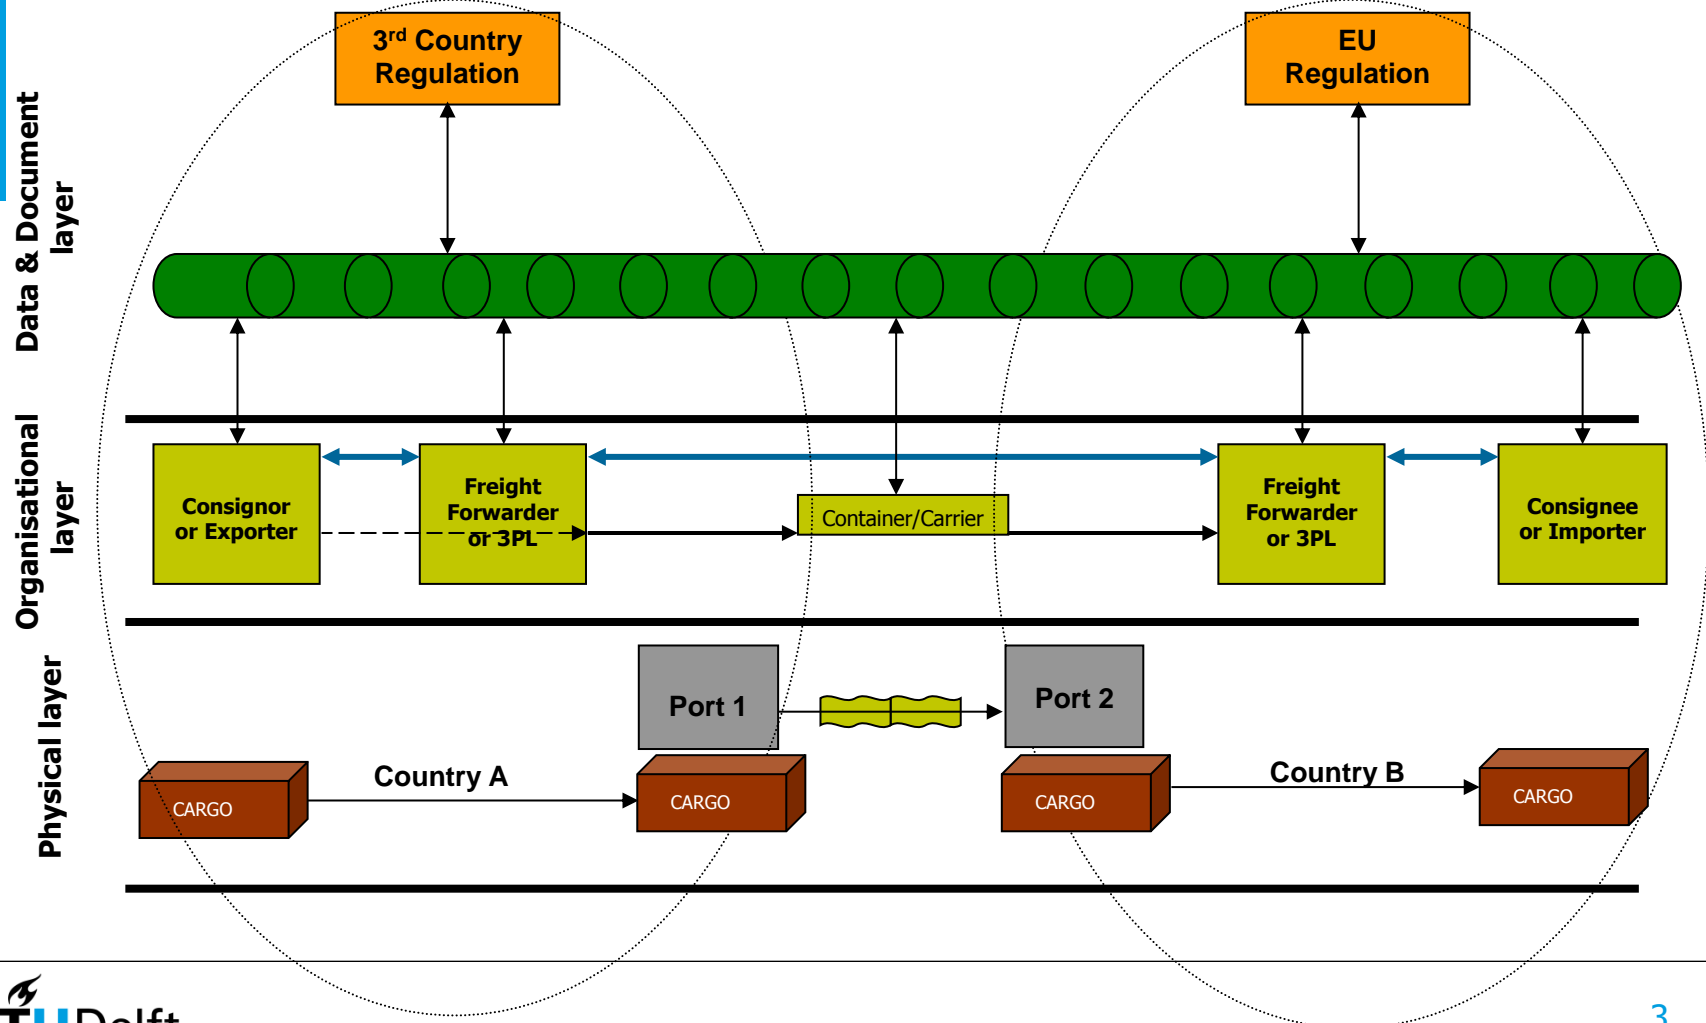 3rd Country
Regulation
EU
Regulation
Data & Document
layer
Organisational
layer
Consignor
or Exporter
Freight
Forwarder
or 3PL
Container/Carrier
Freight
Forwarder
or 3PL
Consignee
or Importer
Physical layer
Port 1
Port 2
CARGO
Country A
CARGO
CARGO
Country B
CARGO
TUDelft
3